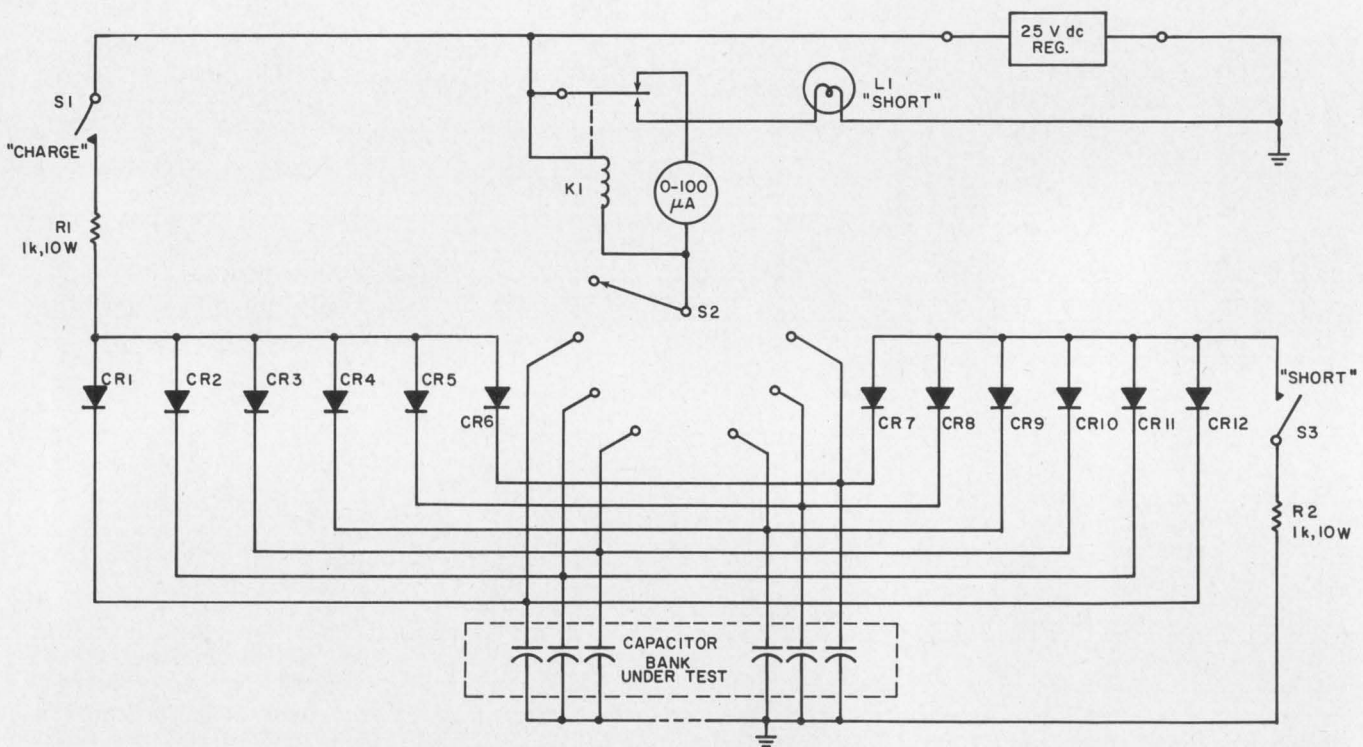 25 V dc
REG.
S1
"CHARGE"
L1
"SHORT"
K1
0-100
μA
R1
1k, 10W
S2
CR1
CR2
CR3
CR4
CR5
CR6
CR7
CR8
CR9
CR10
CR11
CR12
"SHORT"
S3
R2
1k, 10W
CAPACITOR
BANK
UNDER TEST